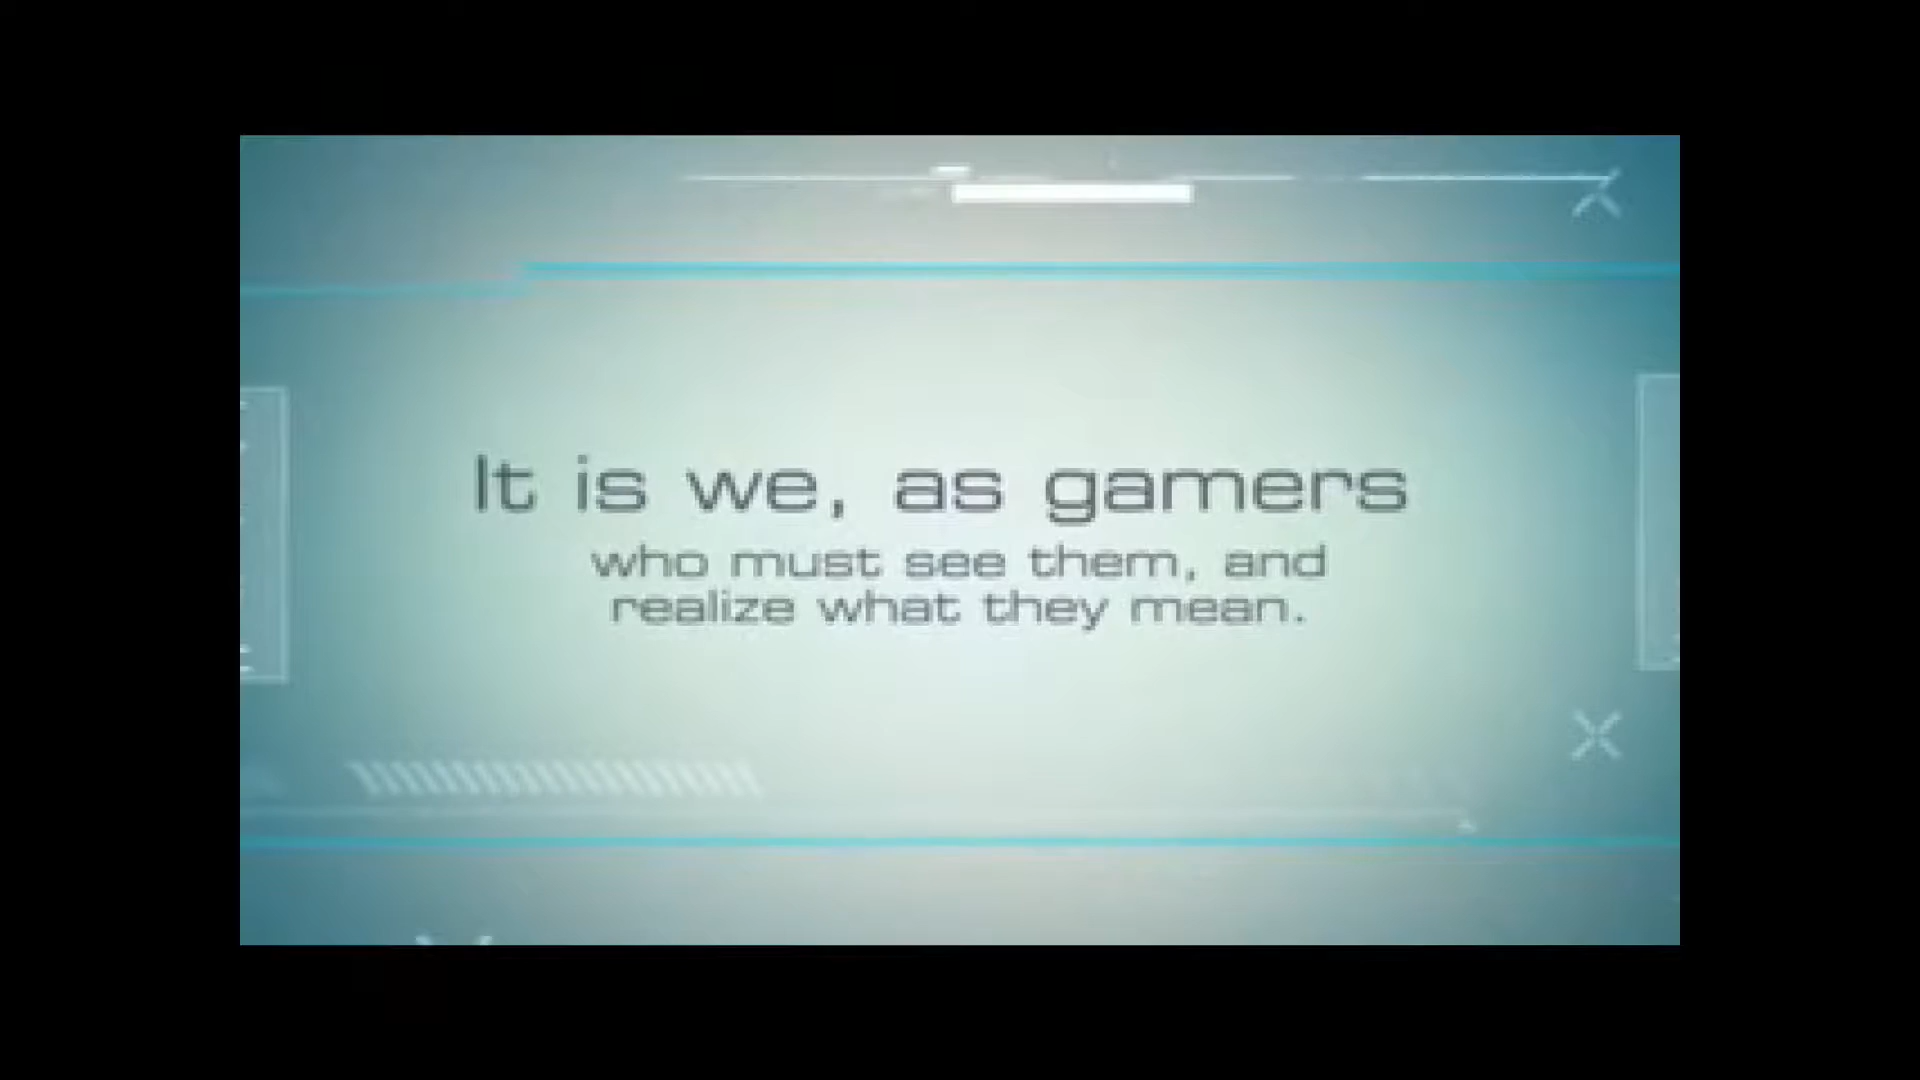 It is we, as gamers
who must see them, and
realize what they mean.